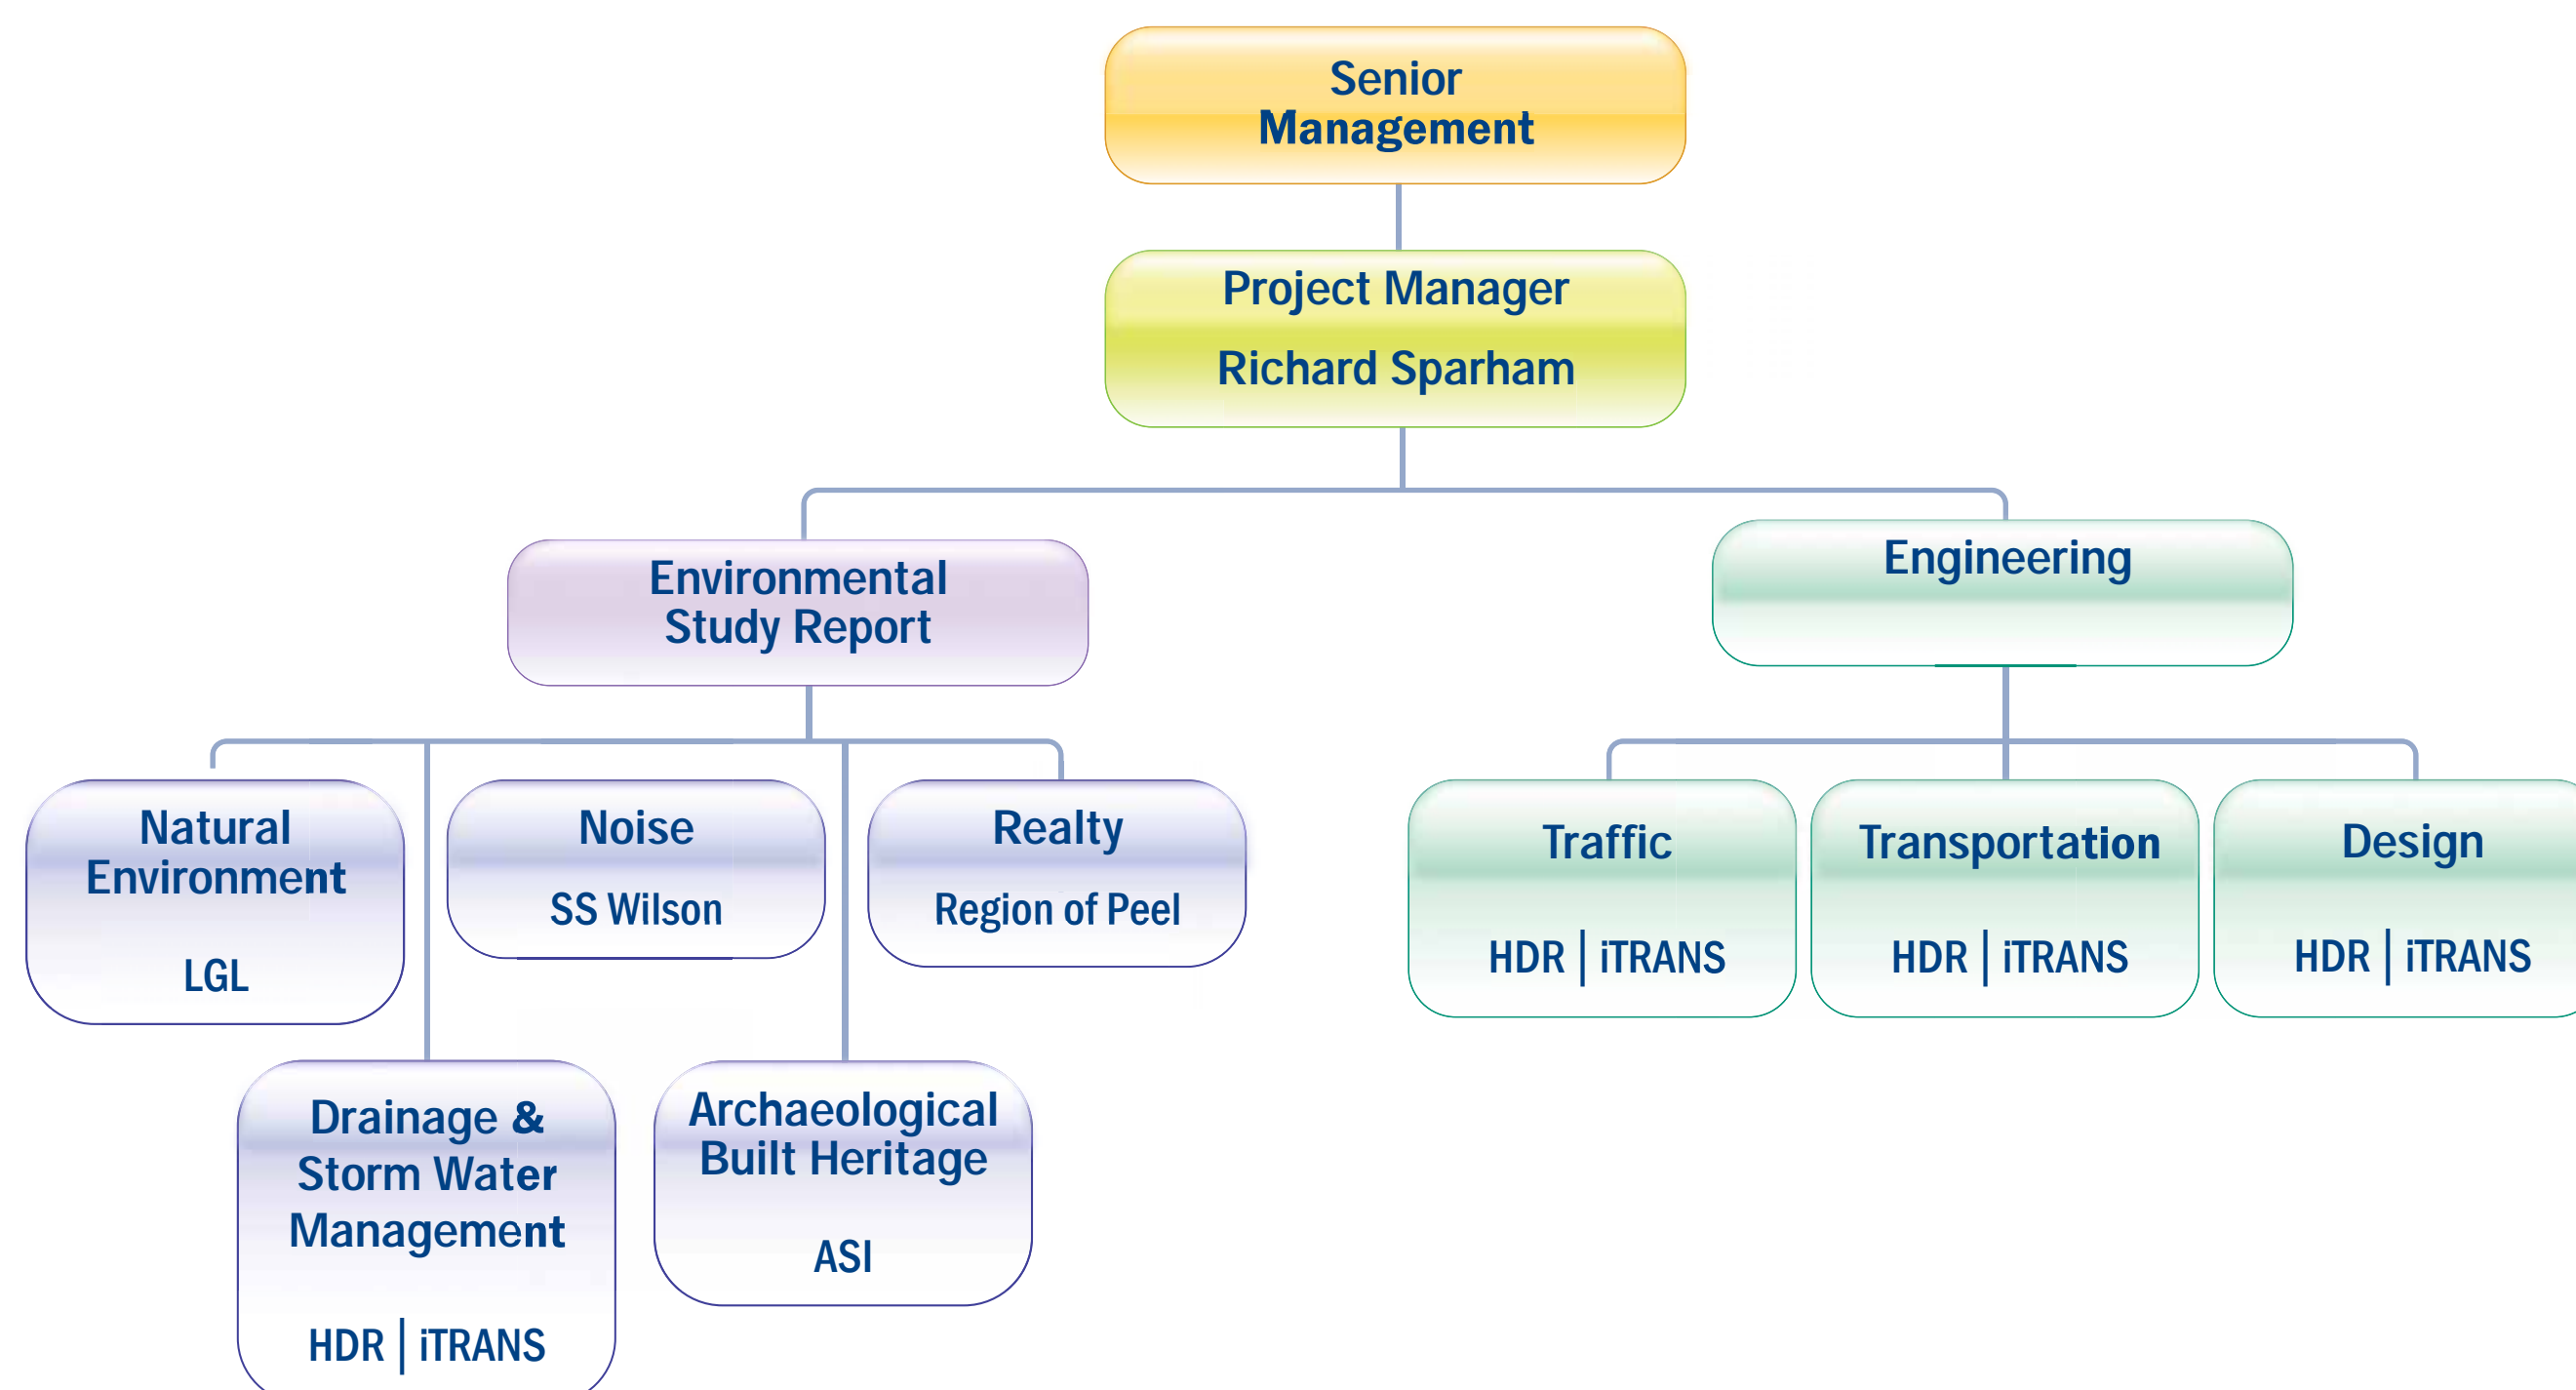 Senior
Management
Project Manager
Richard Sparham
Environmental
Study Report
Engineering
Natural
Environment
LGL
Noise
SS Wilson
Realty
Region of Peel
Traffic
HDR | iTRANS
Transportation
HDR | iTRANS
Design
HDR | iTRANS
Drainage &
Storm Water
Management
HDR | iTRANS
Archaeological
Built Heritage
ASI